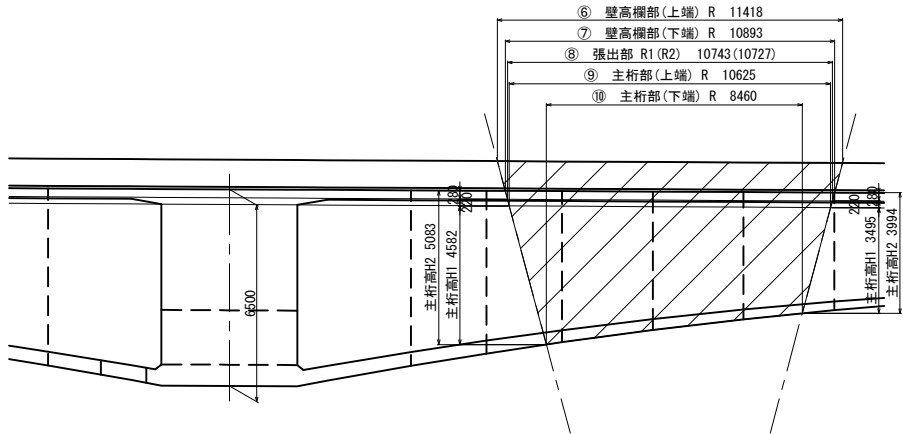 ⑥ 壁高欄部(上端) R 11418
⑦ 壁高欄部(下端) R 10893
⑧ 張出部 R1(R2) 10743(10727)
⑨ 主桁部(上端) R 10625
⑩ 主桁部(下端) R 8460
280
220
主桁高H2 5083
主桁高H1 4582
6500
280
220
主桁高H1 3495
主桁高H2 3994